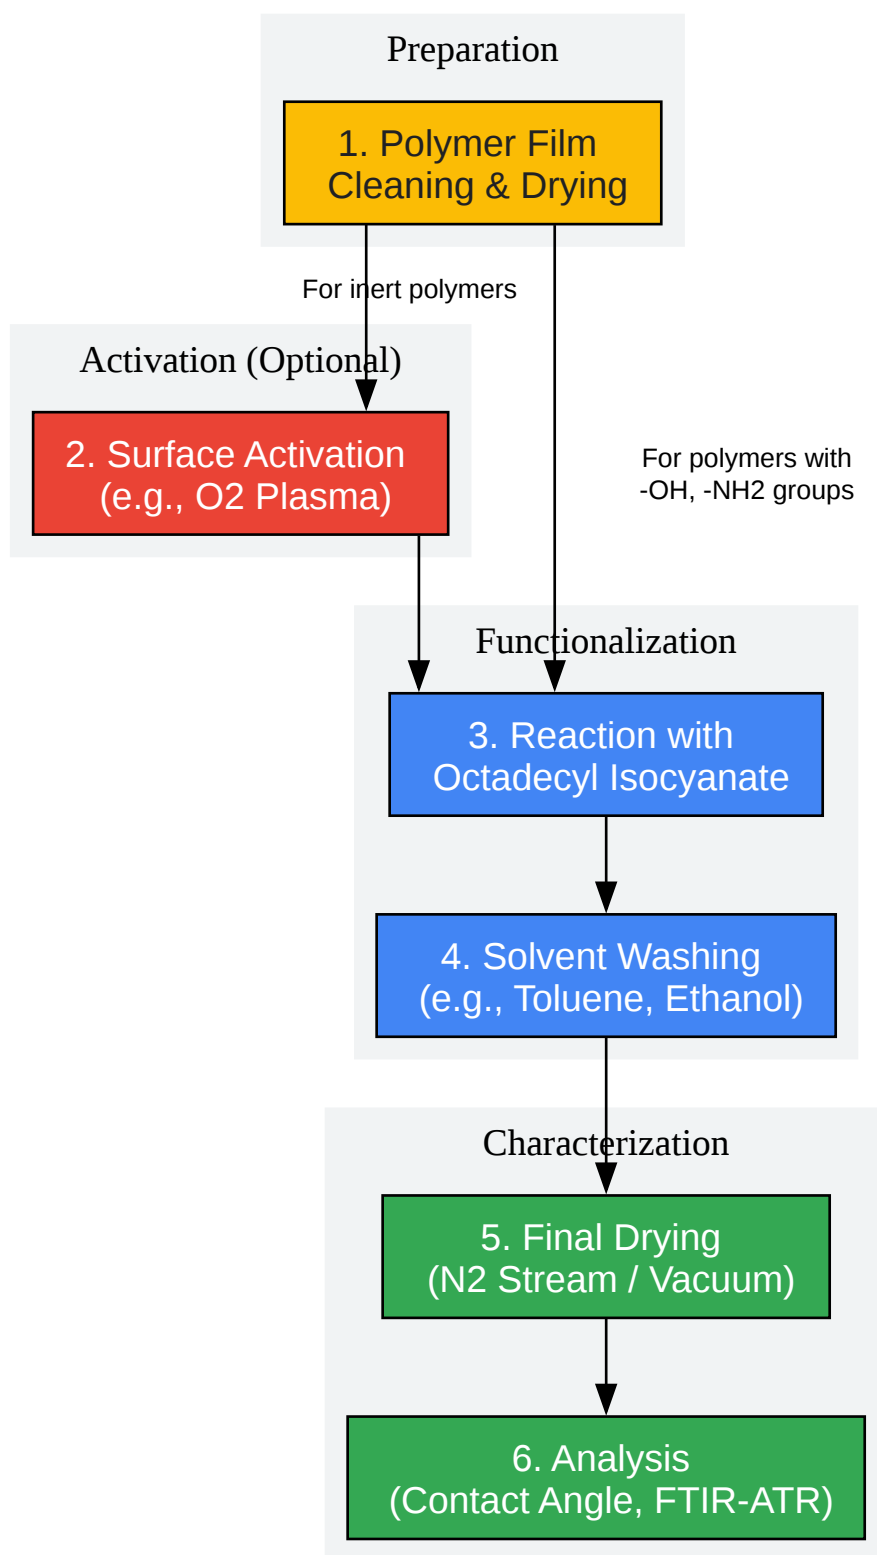 Preparation
1. Polymer Film
Cleaning & Drying
For inert polymers
Activation (Optional)
2. Surface Activation
(e.g., O2 Plasma)
For polymers with
-OH, -NH2 groups
Functionalization
3. Reaction with
Octadecyl Isocyanate
4. Solvent Washing
(e.g., Toluene, Ethanol)
Characterization
5. Final Drying
(N2 Stream / Vacuum)
6. Analysis
(Contact Angle, FTIR-ATR)